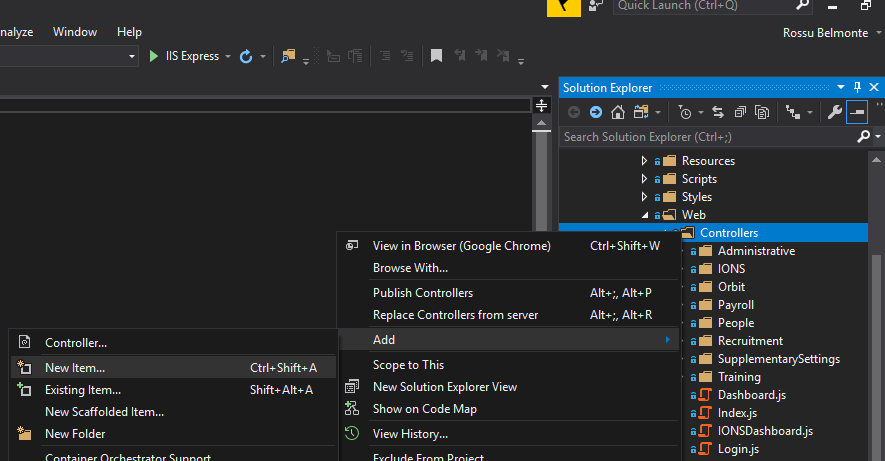 Quick Launch (Ctrl+Q)
nalyze Window Help
Rossu Belmonte
IIS Express
Solution Explorer
Search Solution Explorer (Ctrl+;)
Resources
Scripts
Styles
Web
Controllers
Administrative
IONS
Orbit
Payroll
People
Recruitment
SupplementarySettings
Training
Dashboard.js
Index.js
IONSDashboard.js
Login.js
View in Browser (Google Chrome) Ctrl+Shift+W
Browse With...
Publish Controllers Alt+;, Alt+P
Replace Controllers from server Alt+;, Alt+R
Add
Scope to This
New Solution Explorer View
Show on Code Map
View History...
Exclude From Project
Controller...
New Item... Ctrl+Shift+A
Existing Item... Shift+Alt+A
New Scaffolded Item...
New Folder
Container Orchestrator Support